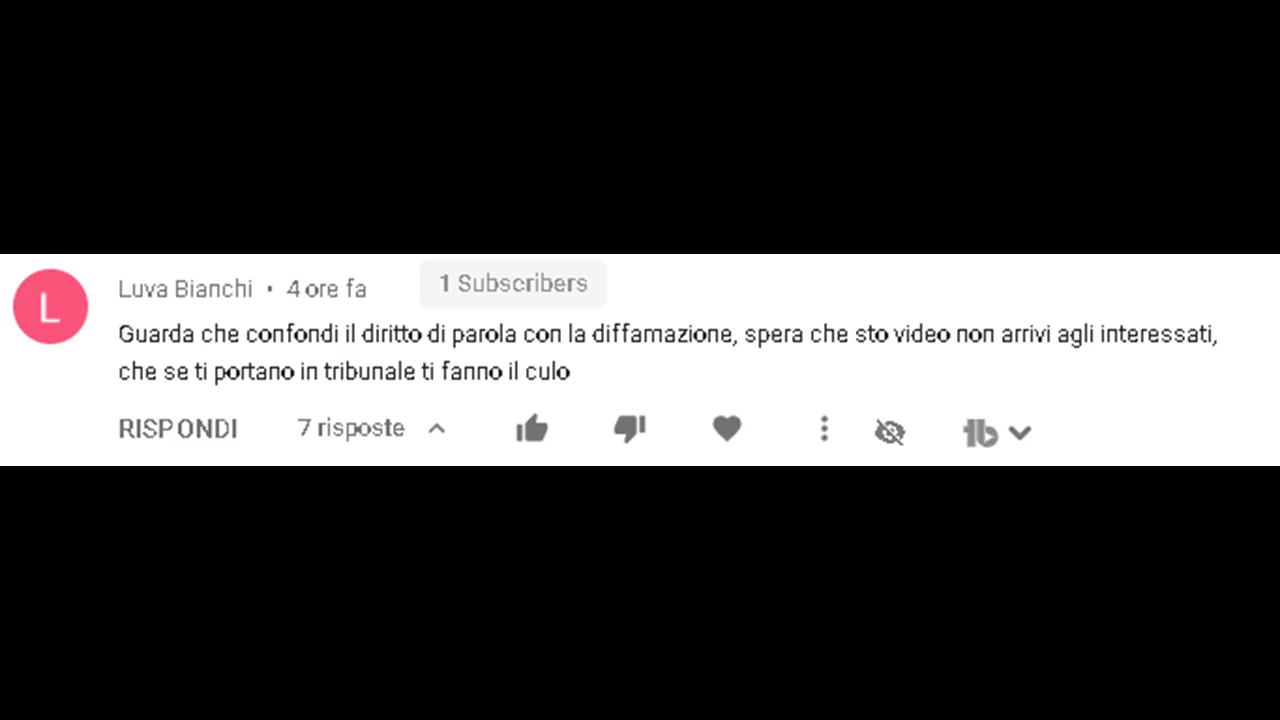 L
Luva Bianchi • 4 ore fa 1 Subscribers
Guarda che confondi il diritto di parola con la diffamazione, spera che sto video non arrivi agli interessati,
che se ti portano in tribunale ti fanno il culo
RISPONDI 7 risposte tb